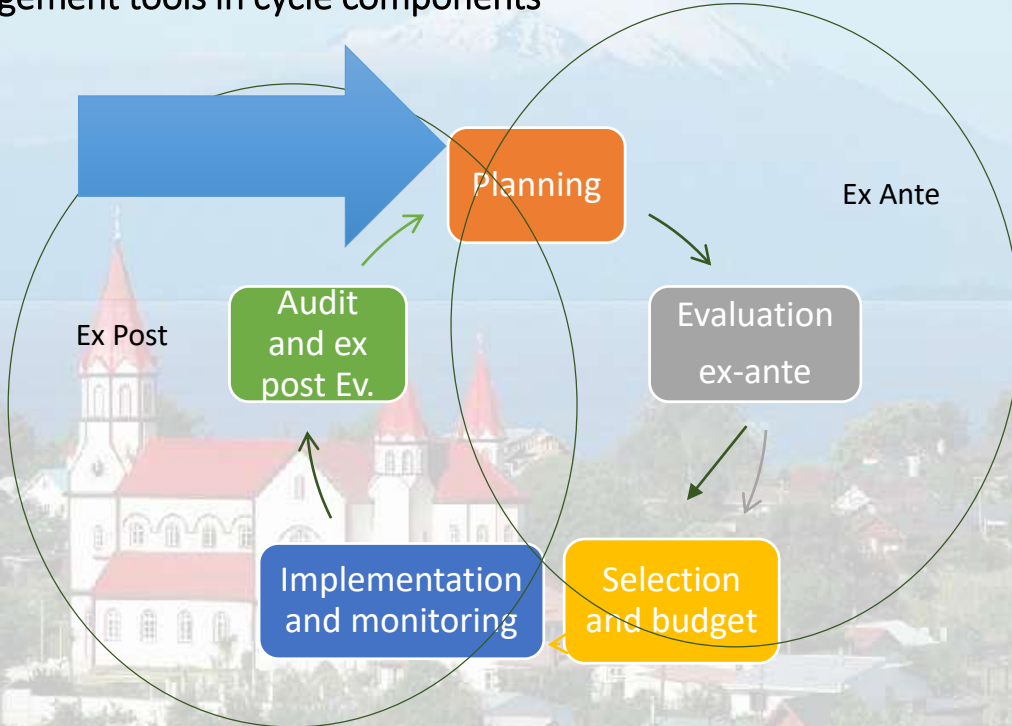 gement tools in cycle components
Planning
Ex Ante
Evaluation
ex-ante
Audit
and ex
post Ev.
Ex Post
Implementation
and monitoring
Selection
and budget